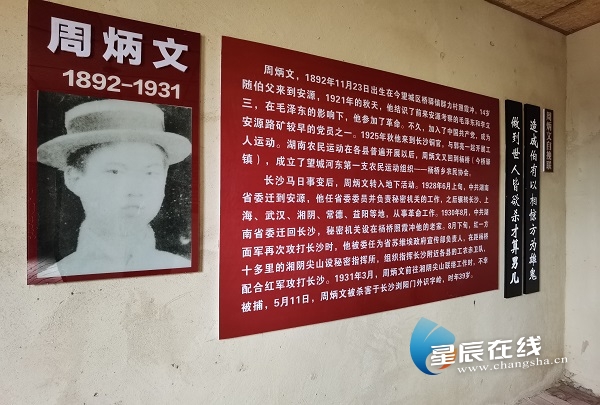 周炳文
1892-1931
周炳文，1892年11月23日出生在今望城区桥驿镇群力村照霞冲，14岁
随伯父来到安源，1921年的秋天，他结识了前来安源考察的毛泽东和李立
三，在毛泽东的影响下，他参加了革命。不久，加入了中国共产党，成为
安源路矿较早的党员之一。1925年秋他来到长沙铜官，与郭亮一起开展工
人运动。湖南农民运动在各县普遍开展以后，周炳文又回到杨桥（今桥驿
镇），成立了望城河东第一支农民运动组织——杨桥乡农民协会。
长沙马日事变后，周炳文转入地下活动。1928年6月上旬，中共湖南
省委迁到安源，他任省委委员并负责秘密机关的工作，之后辗转长沙、上
海、武汉、湘阴、常德、益阳等地，从事革命工作。1930年8月，中共湖
南省委迁回长沙，秘密机关设在杨桥照霞冲他的老家。8月下旬，红一方
面军再次攻打长沙时，他被委任为省苏维埃政府宣传部负责人，在距杨桥
十多里的湘阴尖山设秘密指挥所，组织指挥长沙附近各县的工农赤卫队，
配合红军攻打长沙。1931年3月，周炳文前往湘阴尖山联络工作时，不幸
被捕，5月11日，周炳文被杀害于长沙浏阳门外识字岭，时年39岁。
周炳文自挽联
造成伯有以相惊方为雄鬼
做到世人皆欲杀才算男儿
星辰在线
www.changsha.cn